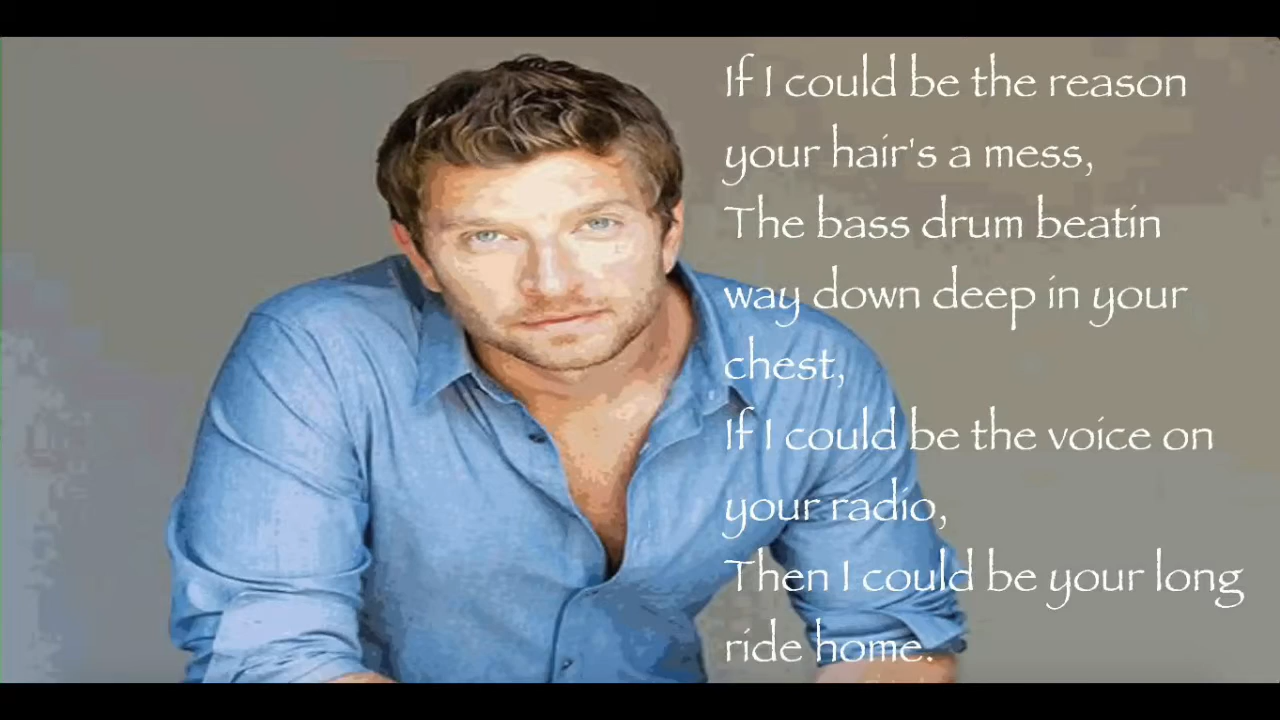 If I could be the reason
your hair's a mess,
The bass drum beatin
way down deep in your
chest,
If I could be the voice on
your radio,
Then I could be your long
ride home.